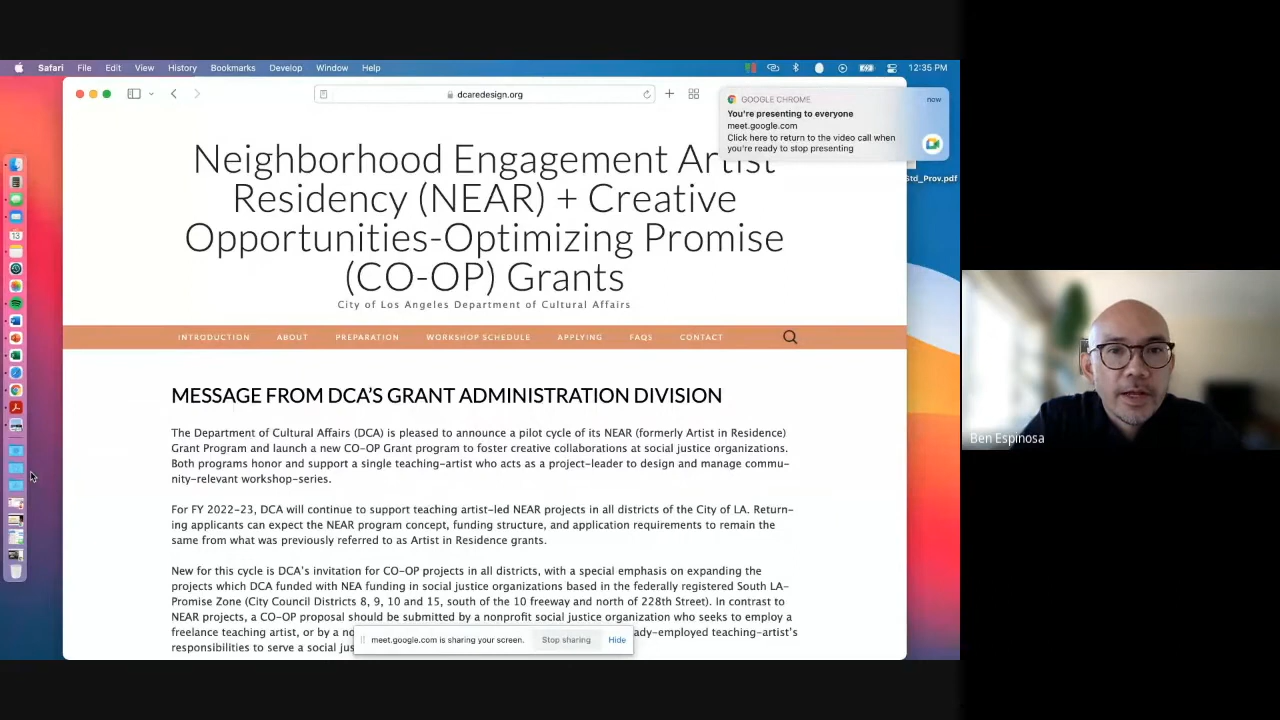 Safari File Edit View History Bookmarks Develop Window Help
12:35 PM
dcaredesign.org
GOOGLE CHROME now
You're presenting to everyone
meet.google.com
Click here to return to the video call when
you're ready to stop presenting
Std_Prov.pdf
Neighborhood Engagement Artist
Residency (NEAR) + Creative
Opportunities-Optimizing Promise
(CO-OP) Grants
City of Los Angeles Department of Cultural Affairs
INTRODUCTION ABOUT PREPARATION WORKSHOP SCHEDULE APPLYING FAQS CONTACT
MESSAGE FROM DCA'S GRANT ADMINISTRATION DIVISION
The Department of Cultural Affairs (DCA) is pleased to announce a pilot cycle of its NEAR (formerly Artist in Residence)
Grant Program and launch a new CO-OP Grant program to foster creative collaborations at social justice organizations.
Both programs honor and support a single teaching-artist who acts as a project-leader to design and manage commu-
nity-relevant workshop-series.
For FY 2022-23, DCA will continue to support teaching artist-led NEAR projects in all districts of the City of LA. Return-
ing applicants can expect the NEAR program concept, funding structure, and application requirements to remain the
same from what was previously referred to as Artist in Residence grants.
New for this cycle is DCA's invitation for CO-OP projects in all districts, with a special emphasis on expanding the
projects which DCA funded with NEA funding in social justice organizations based in the federally registered South LA-
Promise Zone (City Council Districts 8, 9, 10 and 15, south of the 10 freeway and north of 228th Street). In contrast to
NEAR projects, a CO-OP proposal should be submitted by a nonprofit social justice organization who seeks to employ a
freelance teaching artist, or by a no ady-employed teaching-artist's
responsibilities to serve a social jus
meet.google.com is sharing your screen. Stop sharing Hide
Ben Espinosa
13